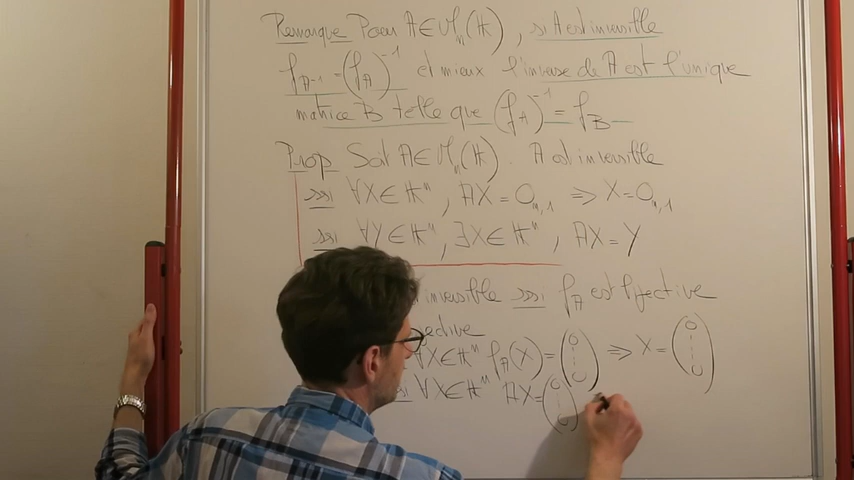 Remarque Pour A ∈ M_n(K), si A est inversible
f_{A^{-1}} = (f_A)^{-1} et mieux l'inverse de A est l'unique
matrice B telle que (f_A)^{-1} = f_B
Prop Soit A ∈ M_n(K). A est inversible
ssi ∀X ∈ K^n, AX = 0_{n,1} ⇒ X = 0_{n,1}
ssi ∀Y ∈ K^n, ∃X ∈ K^n, AX = Y
inversible ssi f_A est bijective
jective
∀X ∈ K^n f_A(X) = (0 ⋮ 0) ⇒ X = (0 ⋮ 0)
ssi ∀X ∈ K^n AX = (0 ⋮ 0)